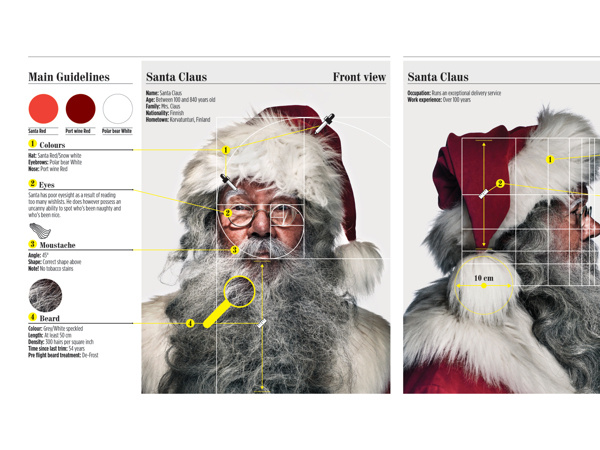 Main Guidelines
Santa Red
Port wine Red
Polar bear White
1 Colours
Hat: Santa Red/Snow white
Eyebrows: Polar bear White
Nose: Port wine Red
2 Eyes
Santa has poor eyesight as a result of reading
too many wishlists. He does however possess an
uncanny ability to spot who's been naughty and
who's been nice.
3 Moustache
Angle: 45°
Shape: Correct shape above
Note! No tobacco stains
4 Beard
Colour: Grey/White speckled
Length: At least 50 cm
Density: 300 hairs per square inch
Time since last trim: 54 years
Pre flight beard treatment: De-Frost
Santa Claus
Front view
Name: Santa Claus
Age: Between 100 and 840 years old
Family: Mrs. Claus
Nationality: Finnish
Hometown: Korvatunturi, Finland
1
2
3
4
Santa Claus
Occupation: Runs an exceptional delivery service
Work experience: Over 100 years
4
2
10 cm